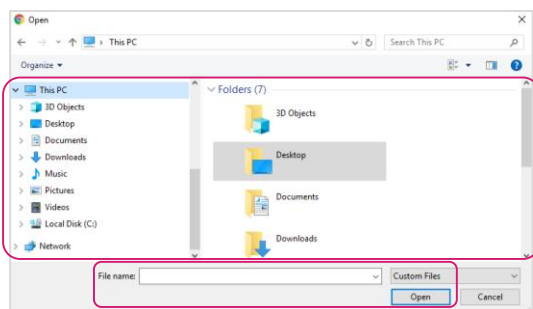 Open
This PC
Search This PC
Organize
This PC
3D Objects
Desktop
Documents
Downloads
Music
Pictures
Videos
Local Disk (C:)
Network
Folders (7)
3D Objects
Desktop
Documents
Downloads
File name:
Custom Files
Open
Cancel